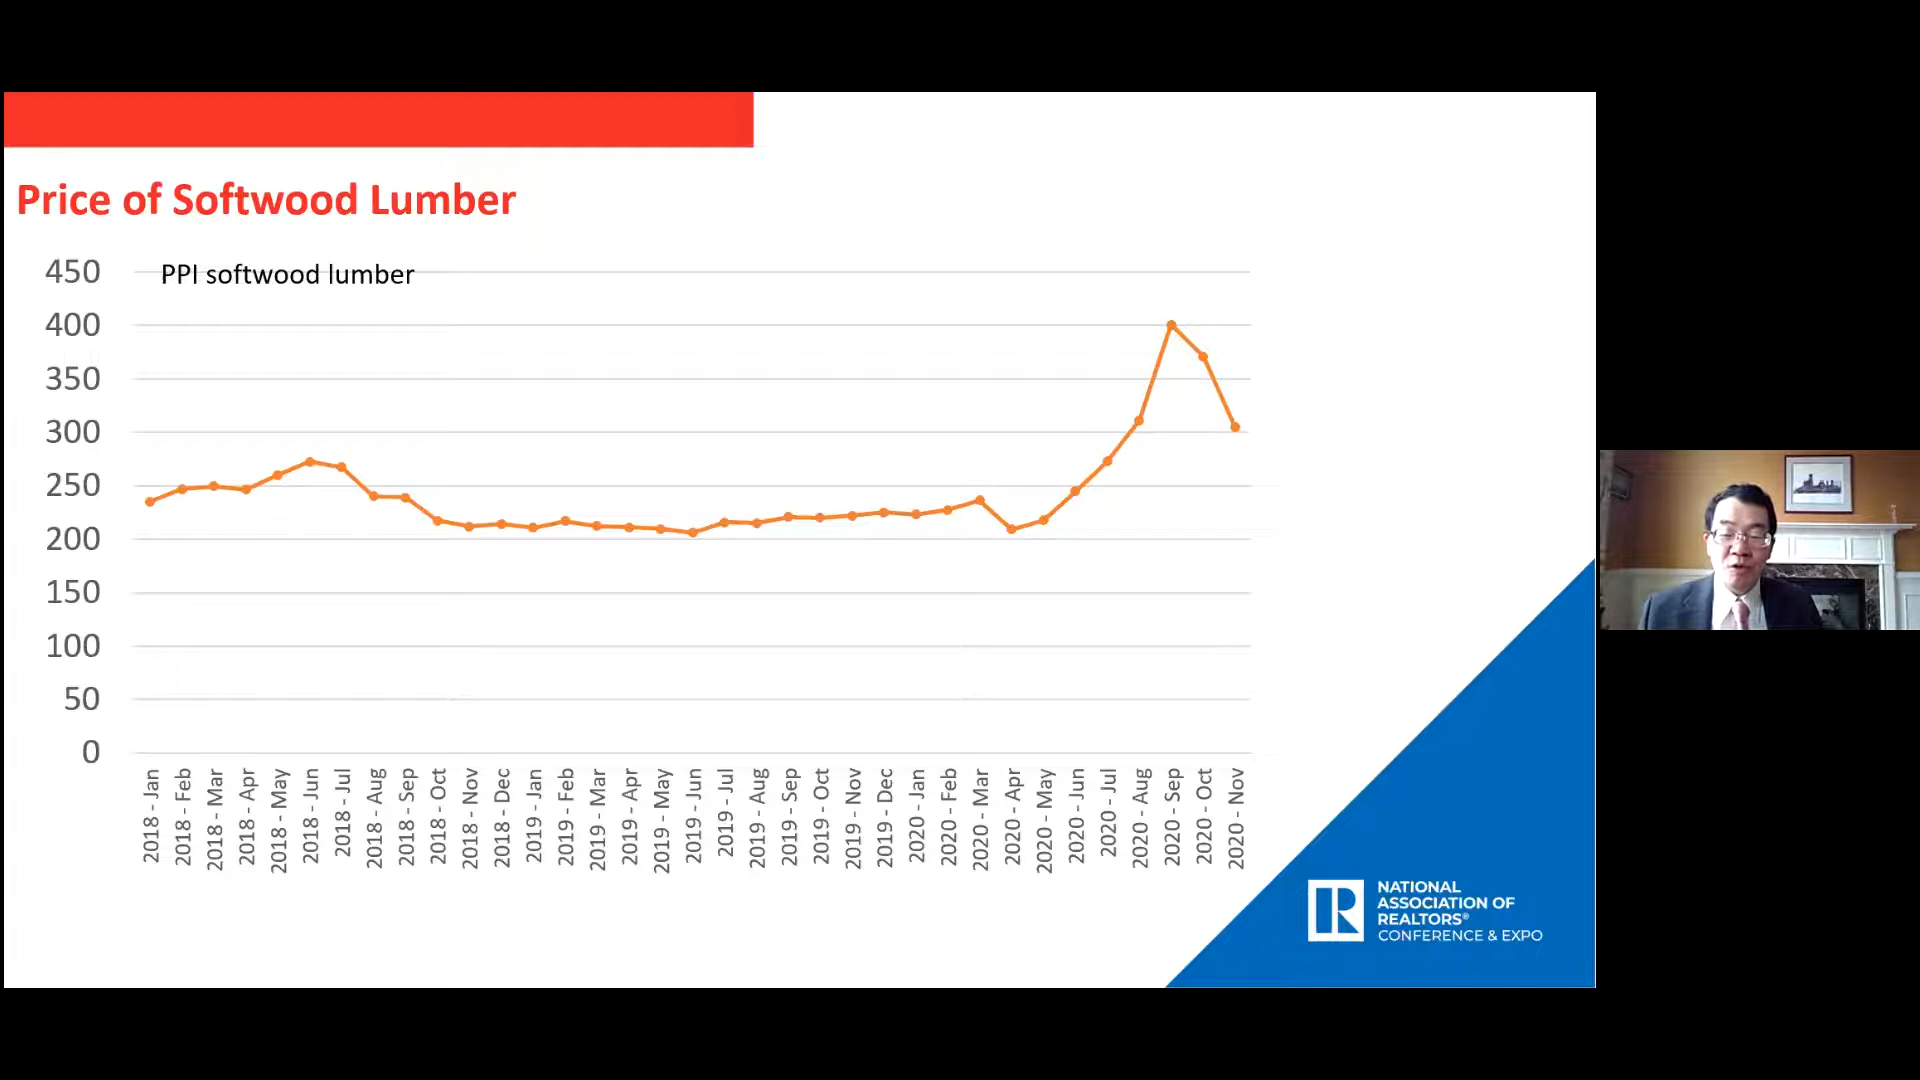 Price of Softwood Lumber
PPI softwood lumber
450
400
350
300
250
200
150
100
50
0
2018 - Jan
2018 - Feb
2018 - Mar
2018 - Apr
2018 - May
2018 - Jun
2018 - Jul
2018 - Aug
2018 - Sep
2018 - Oct
2018 - Nov
2018 - Dec
2019 - Jan
2019 - Feb
2019 - Mar
2019 - Apr
2019 - May
2019 - Jun
2019 - Jul
2019 - Aug
2019 - Sep
2019 - Oct
2019 - Nov
2019 - Dec
2020 - Jan
2020 - Feb
2020 - Mar
2020 - Apr
2020 - May
2020 - Jun
2020 - Jul
2020 - Aug
2020 - Sep
2020 - Oct
2020 - Nov
R
NATIONAL
ASSOCIATION OF
REALTORS®
CONFERENCE & EXPO